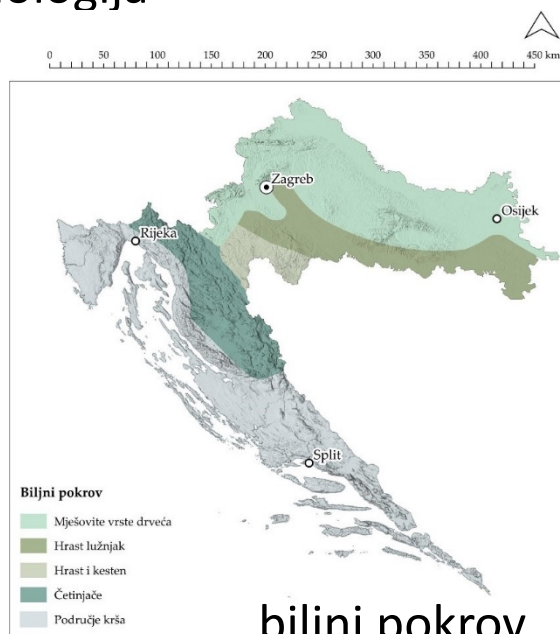 0 50 100 150 200 250 300 350 400 450 km
Zagreb
Osijek
Rijeka
Split
Biljni pokrov
Mješovite vrste drveća
Hrast lužnjak
Hrast i kesten
Četinjače
Područje krša
biljni pokrov